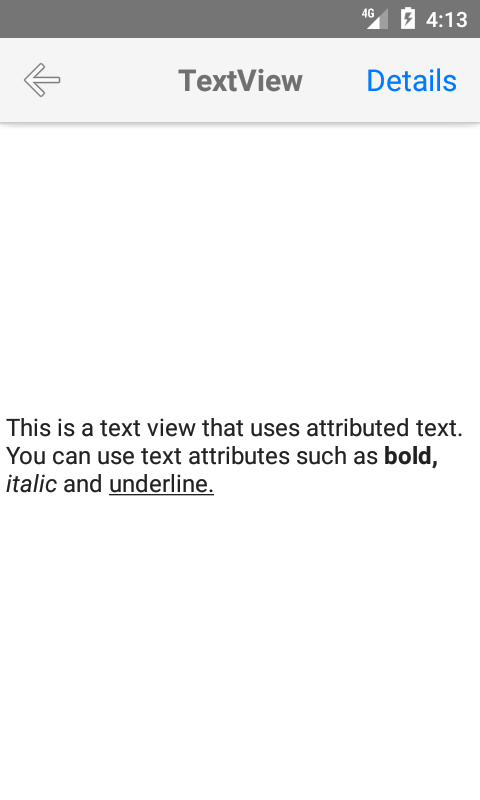 4G 4:13
TextView Details
This is a text view that uses attributed text.
You can use text attributes such as bold,
italic and underline.